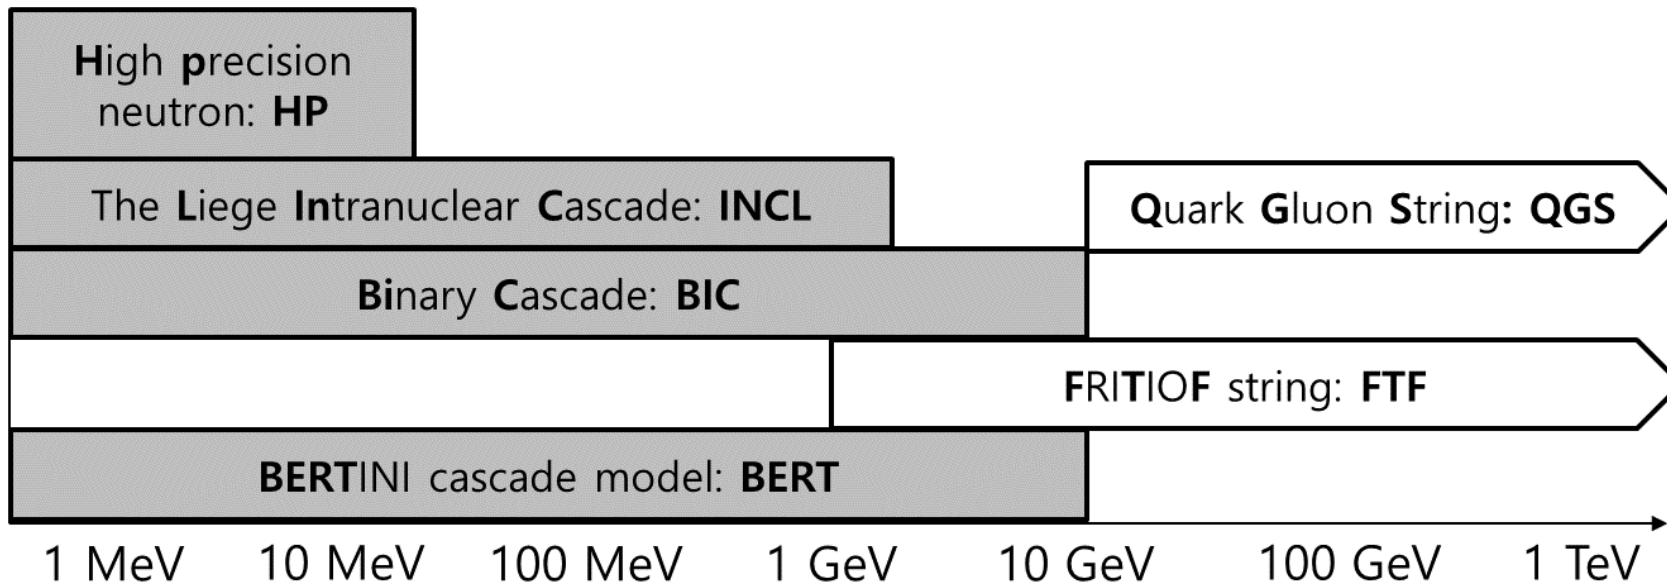 High precision
neutron: HP
The Liege Intranuclear Cascade: INCL
Quark Gluon String: QGS
Binary Cascade: BIC
FRITIOF string: FTF
BERTINI cascade model: BERT
1 MeV 10 MeV 100 MeV 1 GeV 10 GeV 100 GeV 1 TeV